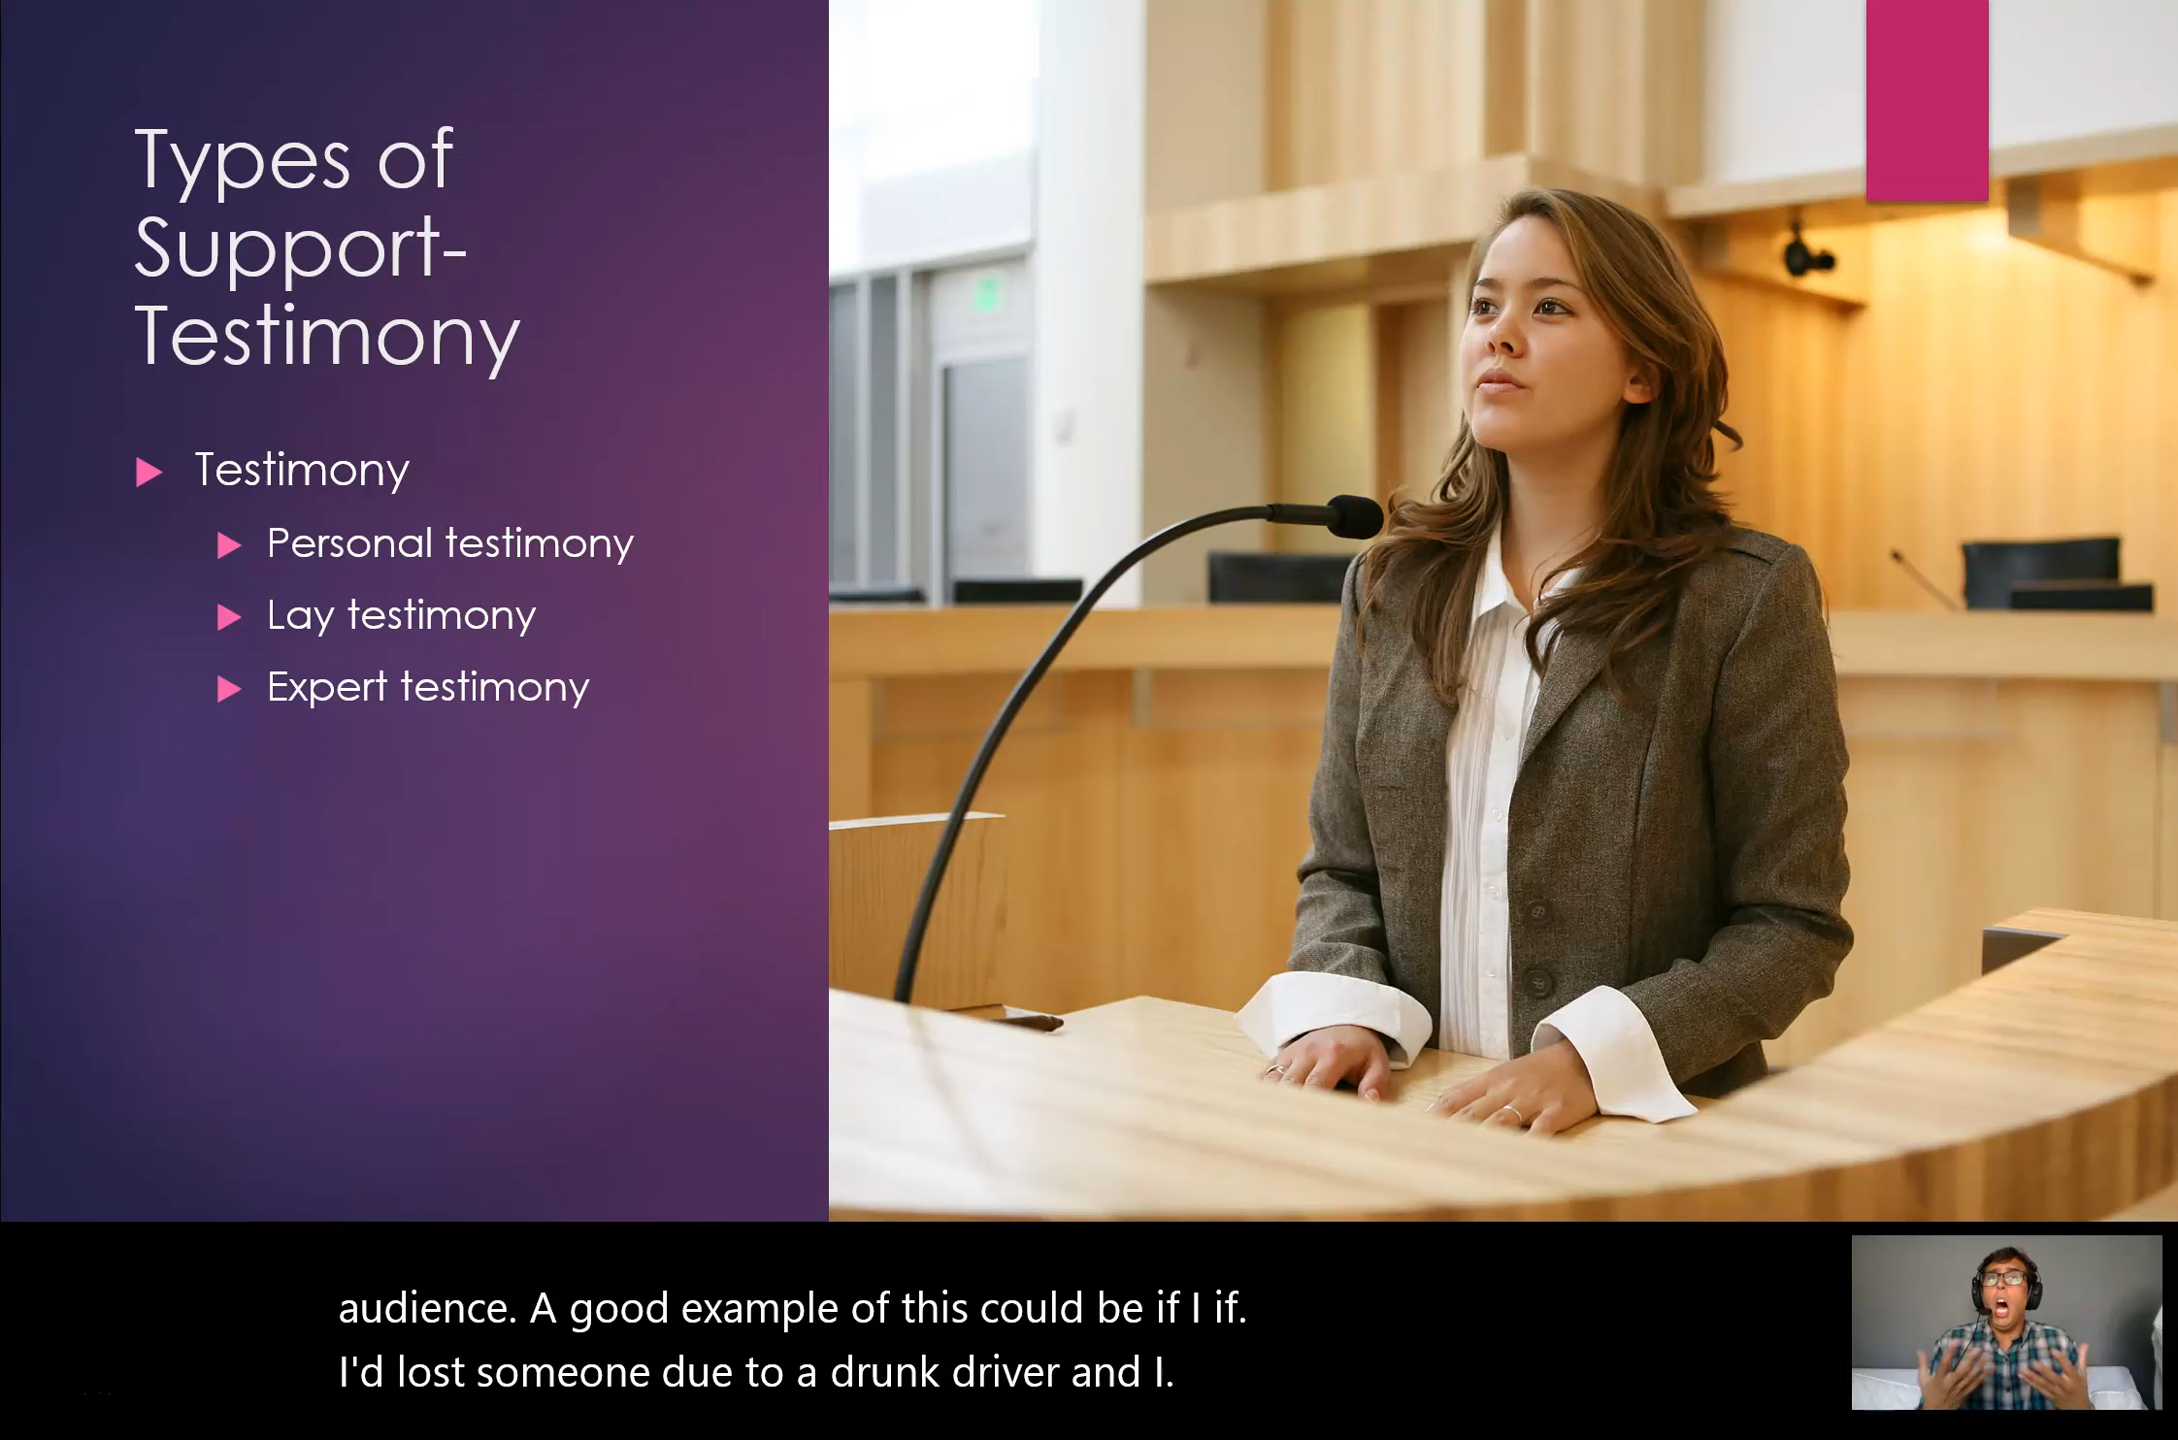 Types of
Support-
Testimony
Testimony
Personal testimony
Lay testimony
Expert testimony
audience. A good example of this could be if I if.
I'd lost someone due to a drunk driver and I.